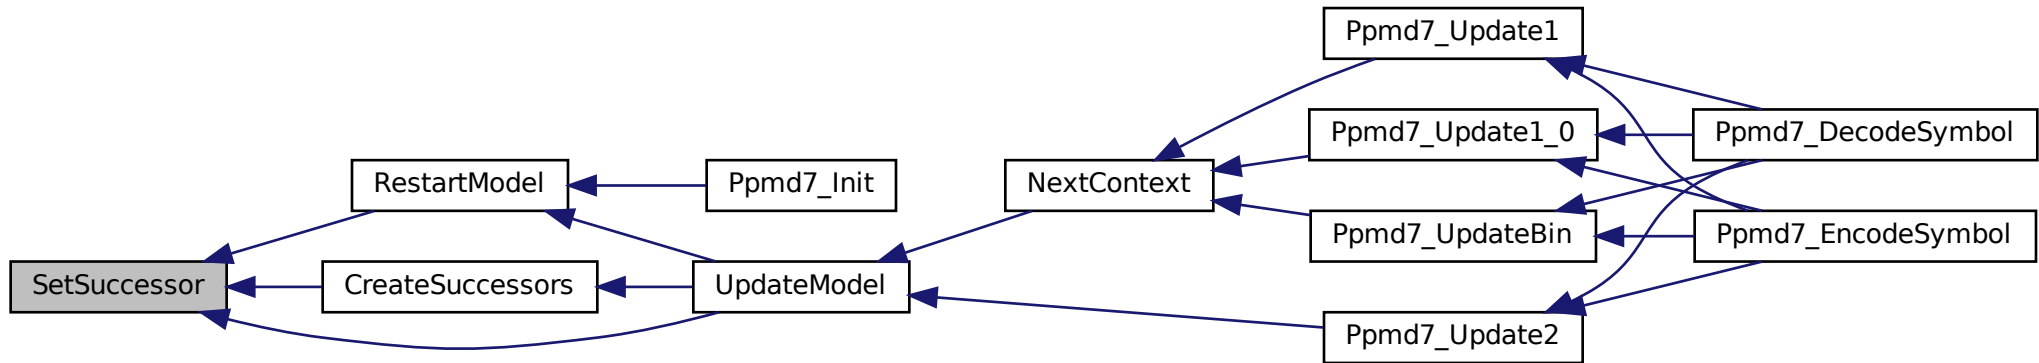 SetSuccessor
RestartModel
CreateSuccessors
Ppmd7_Init
UpdateModel
NextContext
Ppmd7_Update1
Ppmd7_Update1_0
Ppmd7_UpdateBin
Ppmd7_Update2
Ppmd7_DecodeSymbol
Ppmd7_EncodeSymbol